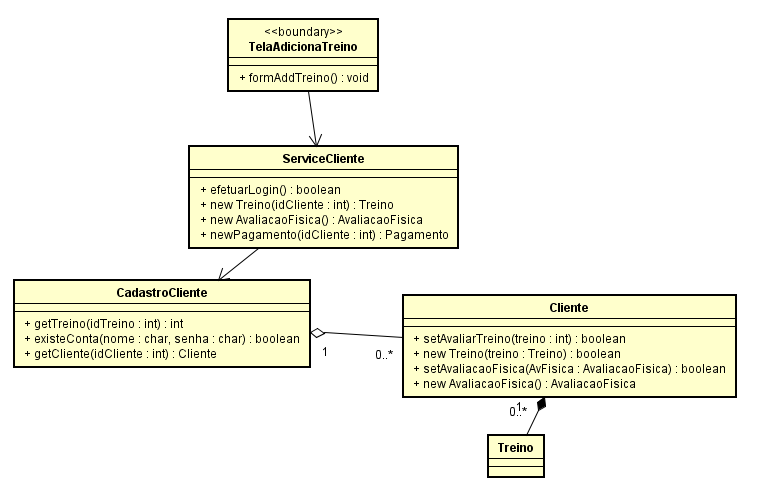 <<boundary>>
TelaAdicionaTreino
+ formAddTreino() : void
ServiceCliente
+ efetuarLogin() : boolean
+ new Treino(idCliente : int) : Treino
+ new AvaliacaoFisica() : AvaliacaoFisica
+ newPagamento(idCliente : int) : Pagamento
CadastroCliente
+ getTreino(idTreino : int) : int
+ existeConta(nome : char, senha : char) : boolean
+ getCliente(idCliente : int) : Cliente
1
0..*
Cliente
+ setAvaliarTreino(treino : int) : boolean
+ new Treino(treino : Treino) : boolean
+ setAvaliacaoFisica(AvFisica : AvaliacaoFisica) : boolean
+ new AvaliacaoFisica() : AvaliacaoFisica
1
0..*
Treino